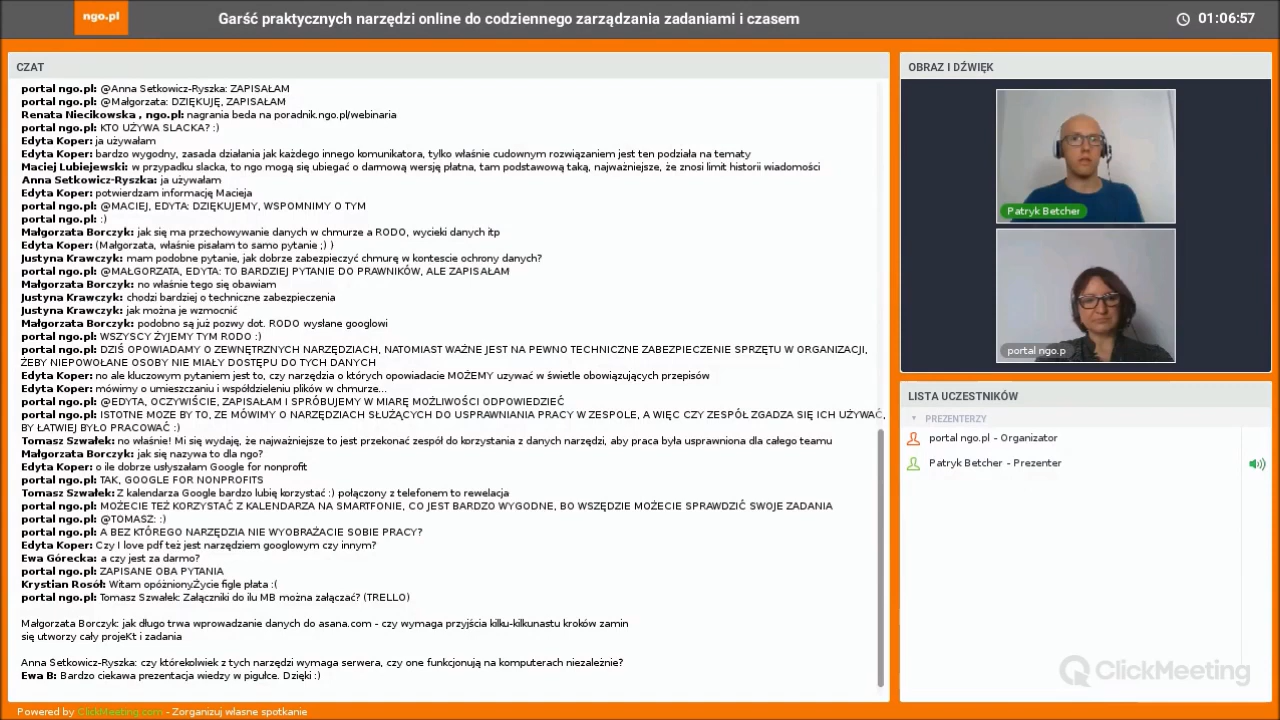 ngo.pl
Garść praktycznych narzędzi online do codziennego zarządzania zadaniami i czasem
01:06:57
CZAT
portal ngo.pl: @Anna Setkowicz-Ryszka: ZAPISAŁAM
portal ngo.pl: @Małgorzata: DZIĘKUJĘ, ZAPISAŁAM
Renata Niecikowska , ngo.pl: nagrania beda na poradnik.ngo.pl/webinaria
portal ngo.pl: KTO UŻYWA SLACKA? :)
Edyta Koper: ja używałam
Edyta Koper: bardzo wygodny, zasada działania jak każdego innego komunikatora, tylko właśnie cudownym rozwiązaniem jest ten podziała na tematy
Maciej Lubiejewski: w przypadku slacka, to ngo mogą się ubiegać o damową wersję płatna, tam podstawową taką, najważniejsze, że znosi limit historii wiadomości
Anna Setkowicz-Ryszka: ja używałam
Edyta Koper: potwierdzam informację Macieja
portal ngo.pl: @MACIEJ, EDYTA: DZIĘKUJEMY, WSPOMNIMY O TYM
portal ngo.pl: :)
Małgorzata Borczyk: jak się ma przechowywanie danych w chmurze a RODO, wycieki danych itp
Edyta Koper: (Małgorzata, właśnie pisałam to samo pytanie ;) )
Justyna Krawczyk: mam podobne pytanie, jak dobrze zabezpieczyć chmurę w kontescie ochrony danych?
portal ngo.pl: @MAŁGORZATA, EDYTA: TO BARDZIEJ PYTANIE DO PRAWNIKÓW, ALE ZAPISAŁAM
Małgorzata Borczyk: no właśnie tego się obawiam
Justyna Krawczyk: chodzi bardziej o techniczne zabezpieczenia
Justyna Krawczyk: jak można je wzmocnić
Małgorzata Borczyk: podobno są już pozwy dot. RODO wysłane googlowi
portal ngo.pl: WSZYSCY ŻYJEMY TYM RODO :)
portal ngo.pl: DZIŚ OPOWIADAMY O ZEWNĘTRZNYCH NARZĘDZIACH, NATOMIAST WAŻNE JEST NA PEWNO TECHNICZNE ZABEZPIECZENIE SPRZĘTU W ORGANIZACJI,
ŻEBY NIEPOWOŁANE OSOBY NIE MIAŁY DOSTĘPU DO TYCH DANYCH
Edyta Koper: no ale kluczowym pytaniem jest to, czy narzędzia o których opowiadacie MOŻEMY uzywać w świetle obowiązujących przepisów
Edyta Koper: mówimy o umieszczaniu i współdzieleniu plików w chmurze...
portal ngo.pl: @EDYTA, OCZYWIŚCIE, ZAPISAŁAM I SPRÓBUJEMY W MIARĘ MOŻLIWOŚCI ODPOWIEDZIEĆ
portal ngo.pl: ISTOTNE MOZE BY TO, ZE MÓWIMY O NARZĘDZIACH SŁUŻĄCYCH DO USPRAWNIANIA PRACY W ZESPOLE, A WIĘC CZY ZESPÓŁ ZGADZA SIĘ ICH UŻYWAĆ,
BY ŁATWIEJ BYŁO PRACOWAĆ :)
Tomasz Szwałek: no właśnie! Mi się wydaję, że najważniejsze to jest przekonać zespół do korzystania z danych narzędzi, aby praca była usprawniona dla całego teamu
Małgorzata Borczyk: jak się nazywa to dla ngo?
Edyta Koper: o ile dobrze usłyszałam Google for nonprofit
portal ngo.pl: TAK, GOOGLE FOR NONPROFITS
Tomasz Szwałek: Z kalendarza Google bardzo lubię korzystać :) połączony z telefonem to rewelacja
portal ngo.pl: MOŻECIE TEŻ KORZYSTAĆ Z KALENDARZA NA SMARTFONIE, CO JEST BARDZO WYGODNE, BO WSZĘDZIE MOŻECIE SPRAWDZIĆ SWOJE ZADANIA
portal ngo.pl: @TOMASZ: :)
portal ngo.pl: A BEZ KTÓREGO NARZĘDZIA NIE WYOBRAŻACIE SOBIE PRACY?
Edyta Koper: Czy I love pdf też jest narzędziem googlowym czy innym?
Ewa Górecka: a czy jest za darmo?
portal ngo.pl: ZAPISANE OBA PYTANIA
Krystian Rosół: Witam opóżnionyŻycie figle płata :(
portal ngo.pl: Tomasz Szwałek: Załączniki do ilu MB można załączać? (TRELLO)
Małgorzata Borczyk: jak długo trwa wprowadzanie danych do asana.com - czy wymaga przyjścia kilku-kilkunastu kroków zamin
się utworzy cały projeKt i zadania
Anna Setkowicz-Ryszka: czy którekolwiek z tych narzędzi wymaga serwera, czy one funkcjonują na komputerach niezależnie?
Ewa B: Bardzo ciekawa prezentacja wiedzy w pigułce. Dzięki :)
Powered by ClickMeeting.com - Zorganizuj własne spotkanie
OBRAZ I DŹWIĘK
Patryk Betcher
portal ngo.p
LISTA UCZESTNIKÓW
PREZENTERZY
portal ngo.pl - Organizator
Patryk Betcher - Prezenter
ClickMeeting